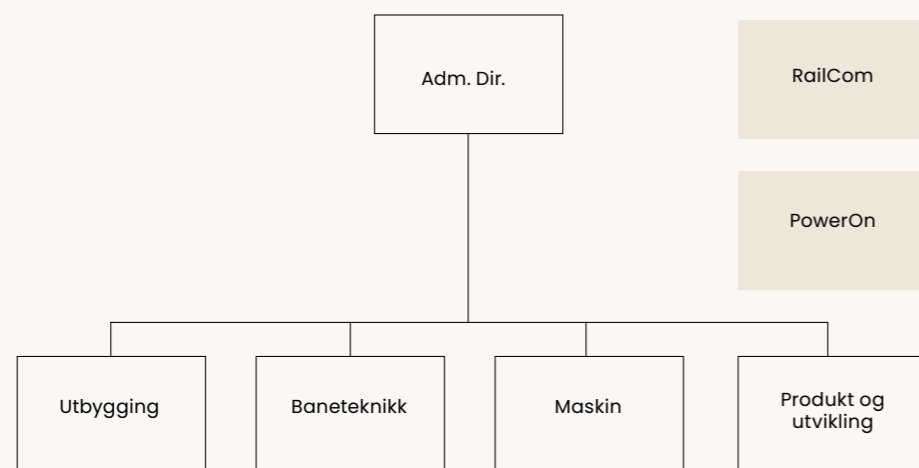 Adm. Dir.
RailCom
PowerOn
Utbygging
Baneteknikk
Maskin
Produkt og
utvikling